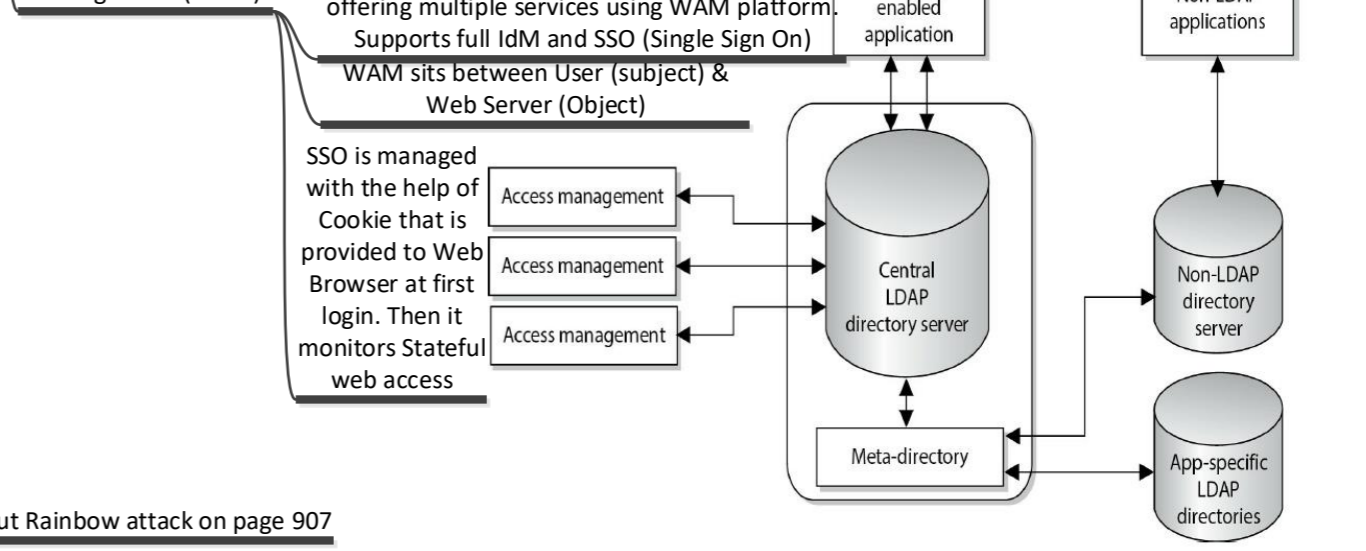 offering multiple services using WAM platform.
Supports full IdM and SSO (Single Sign On)
WAM sits between User (subject) &
Web Server (Object)
SSO is managed
with the help of
Cookie that is
provided to Web
Browser at first
login. Then it
monitors Stateful
web access
Access management
Access management
Access management
enabled
application
applications
Central
LDAP
directory server
Meta-directory
Non-LDAP
directory
server
App-specific
LDAP
directories
Rainbow attack on page 907